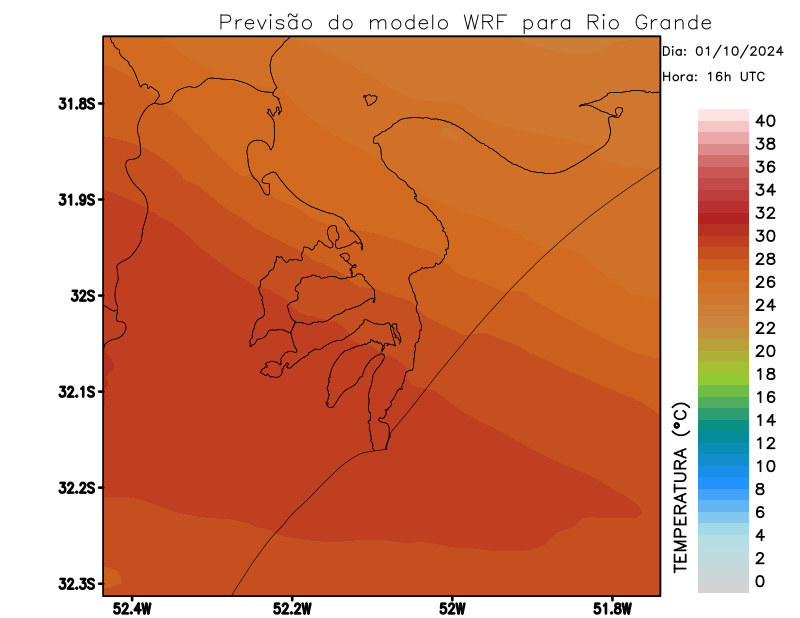 Previsão do modelo WRF para Rio Grande
Dia: 01/10/2024
Hora: 16h UTC
31.8S
31.9S
32S
32.1S
32.2S
32.3S
52.4W
52.2W
52W
51.8W
TEMPERATURA (°C)
40
38
36
34
32
30
28
26
24
22
20
18
16
14
12
10
8
6
4
2
0